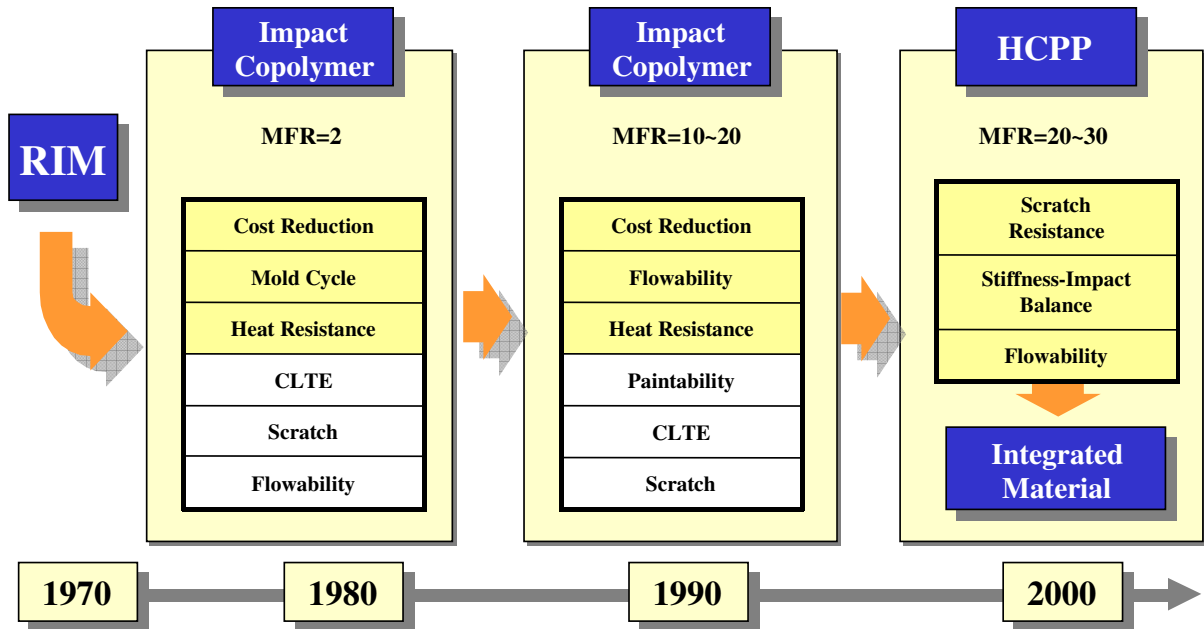 RIM
Impact
Copolymer
MFR=2
Cost Reduction
Mold Cycle
Heat Resistance
CLTE
Scratch
Flowability
Impact
Copolymer
MFR=10~20
Cost Reduction
Flowability
Heat Resistance
Paintability
CLTE
Scratch
HCPP
MFR=20~30
Scratch
Resistance
Stiffness-Impact
Balance
Flowability
Integrated
Material
1970
1980
1990
2000